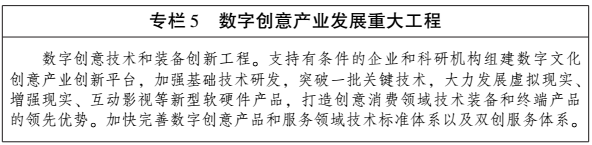 专栏 5 数字创意产业发展重大工程
数字创意技术和装备创新工程。支持有条件的企业和科研机构组建数字文化
创意产业创新平台，加强基础技术研发，突破一批关键技术，大力发展虚拟现实、
增强现实、互动影视等新型软硬件产品，打造创意消费领域技术装备和终端产品
的领先优势。加快完善数字创意产品和服务领域技术标准体系以及双创服务体系。